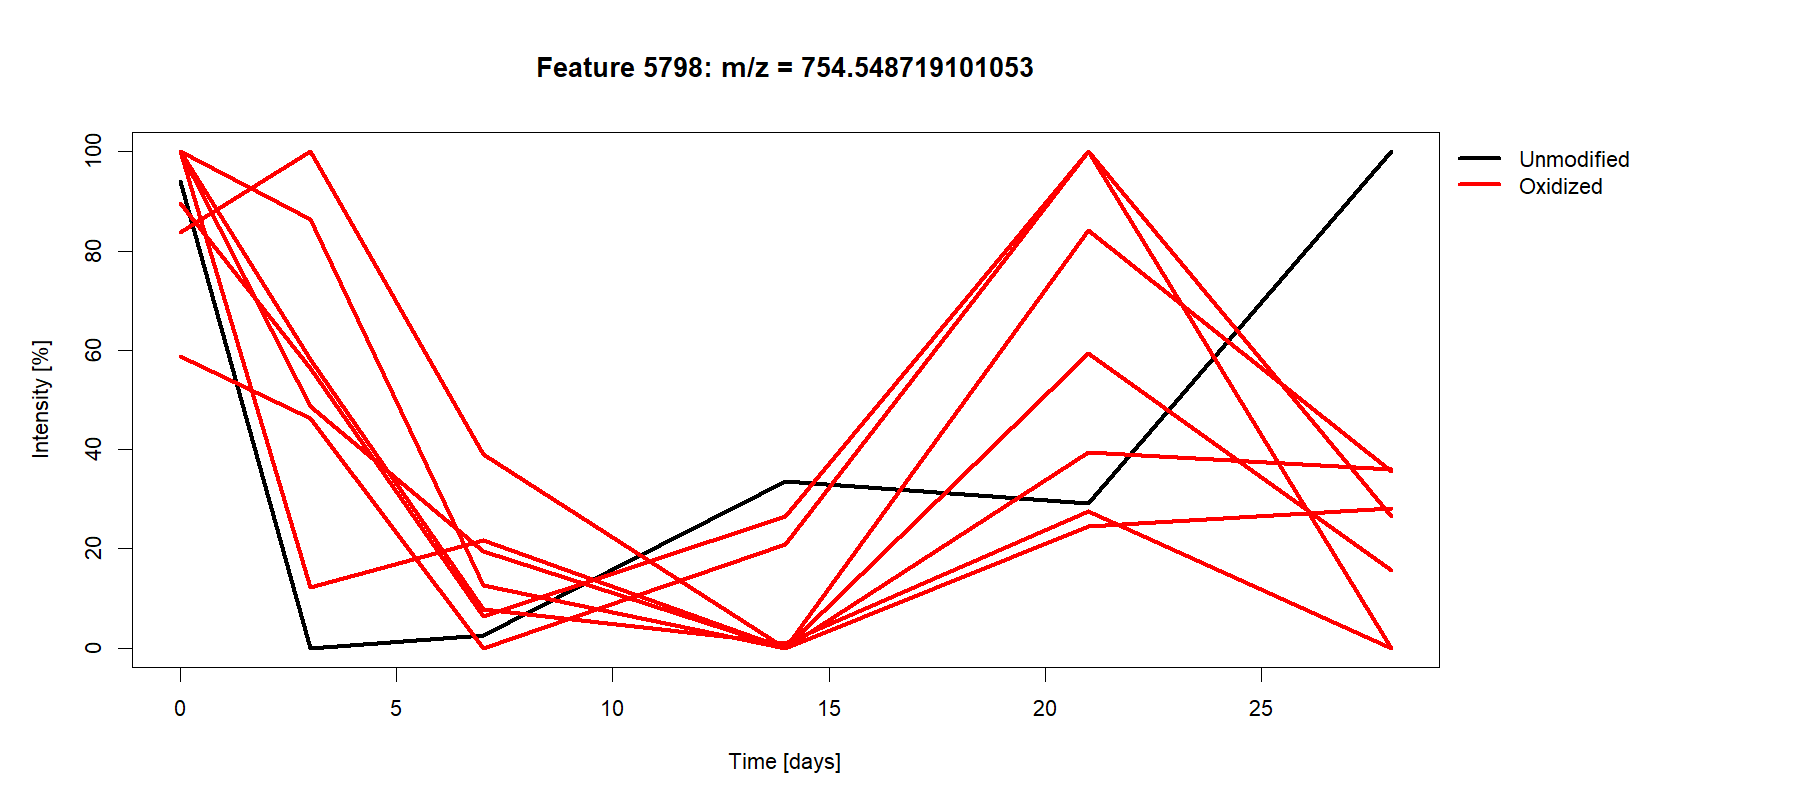 Feature 5798: m/z = 754.548719101053
100
80
60
40
20
0
Intensity [%]
0 5 10 15 20 25
Time [days]
Unmodified
Oxidized